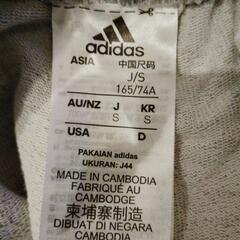 adidas
ASIA 中国尺码
J/S
165/74A
AU/NZ J KR
S S
USA D
PAKAIAN adidas
UKURAN: J44
MADE IN CAMBODIA
FABRIQUÉ AU
CAMBODGE
柬埔寨制造
DIBUAT DI NEGARA
CAMBODIA